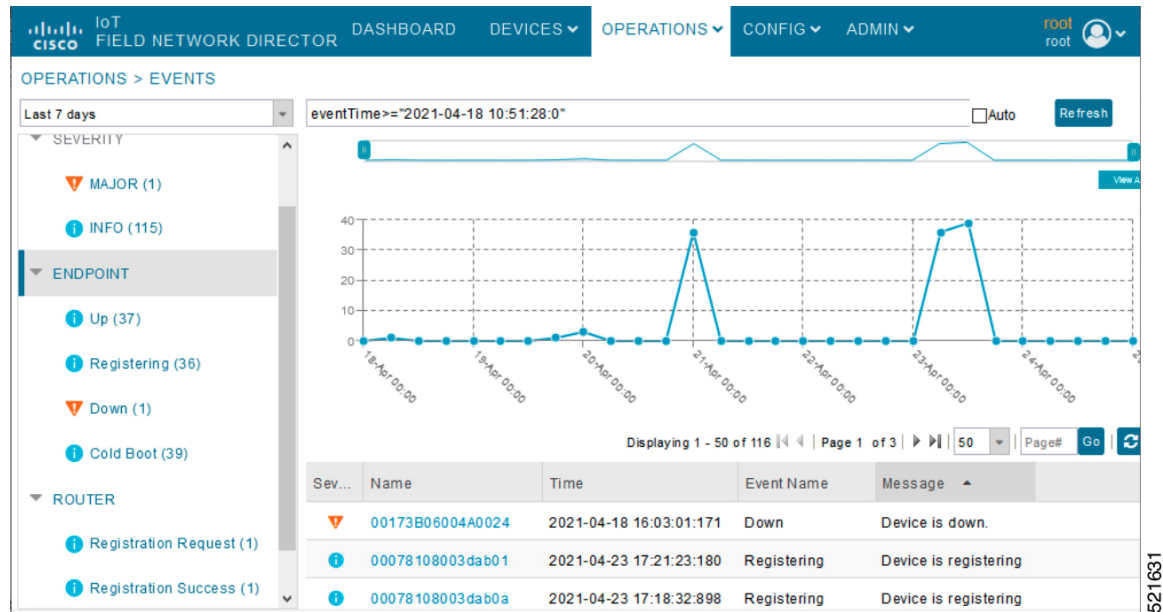 cisco
IoT
FIELD NETWORK DIRECTOR
DASHBOARD
DEVICES
OPERATIONS
CONFIG
ADMIN
root
root
OPERATIONS > EVENTS
Last 7 days
eventTime>="2021-04-18 10:51:28:0"
Auto
Refresh
SEVERITY
MAJOR (1)
INFO (115)
ENDPOINT
Up (37)
Registering (36)
Down (1)
Cold Boot (39)
ROUTER
Registration Request (1)
Registration Success (1)
View A
40
30
20
10
0
18-Apr 00:00
19-Apr 00:00
20-Apr 00:00
21-Apr 00:00
22-Apr 00:00
23-Apr 00:00
24-Apr 00:00
Displaying 1 - 50 of 116
Page 1 of 3
50
Page#
Go
Sev... Name Time Event Name Message
00173B06004A0024 2021-04-18 16:03:01:171 Down Device is down.
00078108003dab01 2021-04-23 17:21:23:180 Registering Device is registering
00078108003dab0a 2021-04-23 17:18:32:898 Registering Device is registering
521631